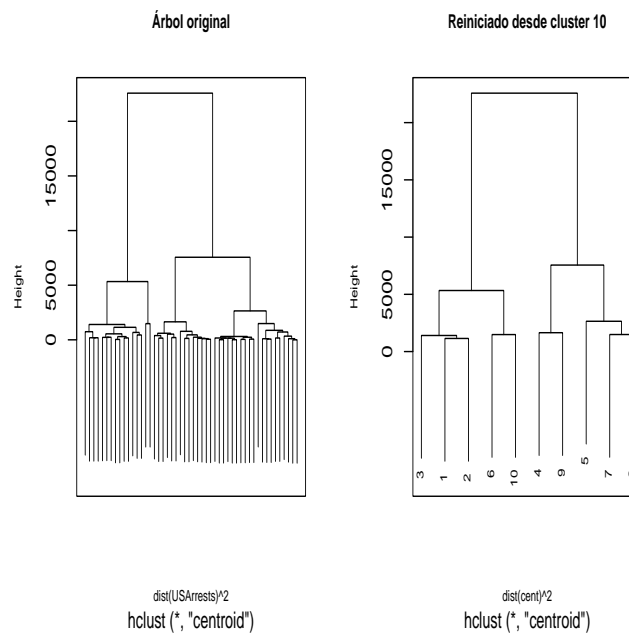 Árbol original
Height
0
5000
15000
dist(USArrests)^2
hclust (*, "centroid")
Reiniciado desde cluster 10
Height
0
5000
15000
3
1
2
6
10
4
9
5
7
dist(cent)^2
hclust (*, "centroid")